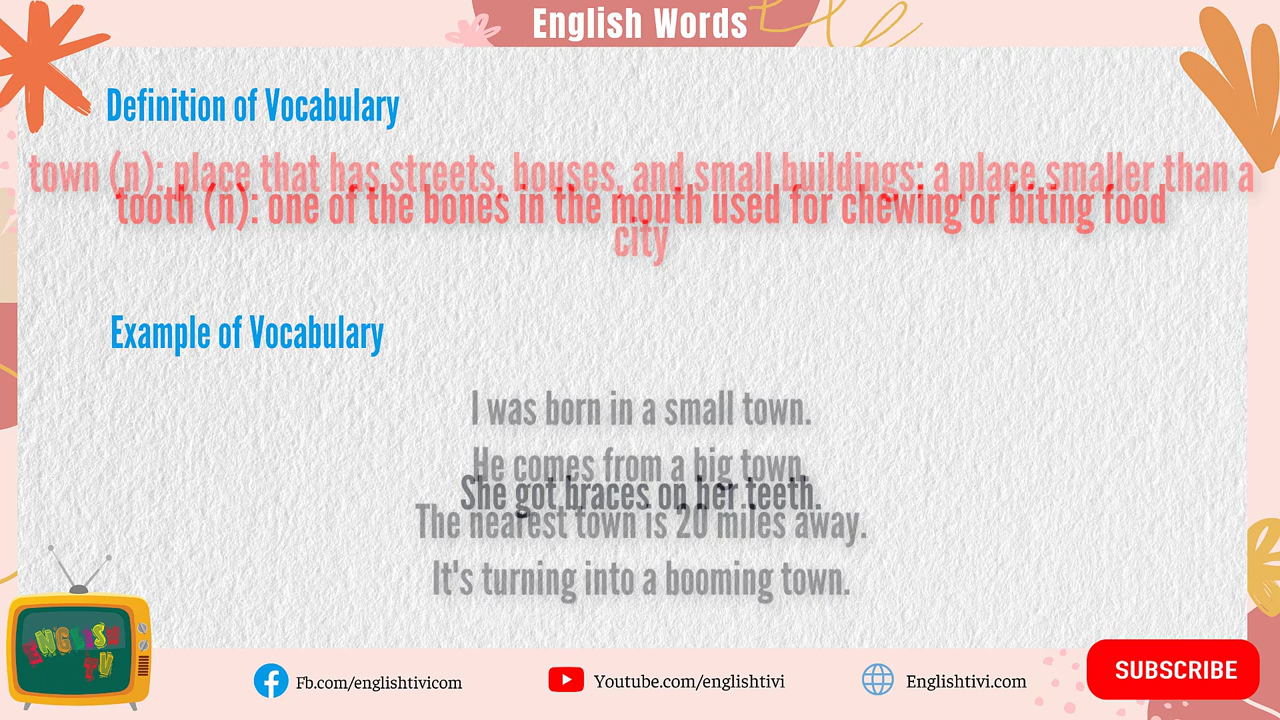 English Words
Definition of Vocabulary
town (n): place that has streets, houses, and small buildings; a place smaller than a
tooth (n): one of the bones in the mouth used for chewing or biting food
city
Example of Vocabulary
I was born in a small town.
He comes from a big town.
She got braces on her teeth.
The nearest town is 20 miles away.
It's turning into a booming town.
ENGLISH
TV
Fb.com/englishtivicom
Youtube.com/englishtivi
Englishtivi.com
SUBSCRIBE